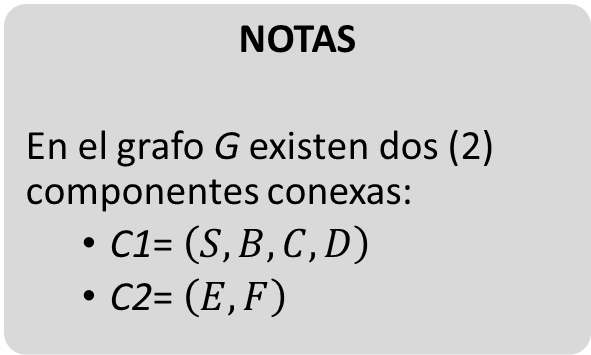 NOTAS
En el grafo G existen dos (2)
componentes conexas:
• C1= (S, B, C, D)
• C2= (E, F)